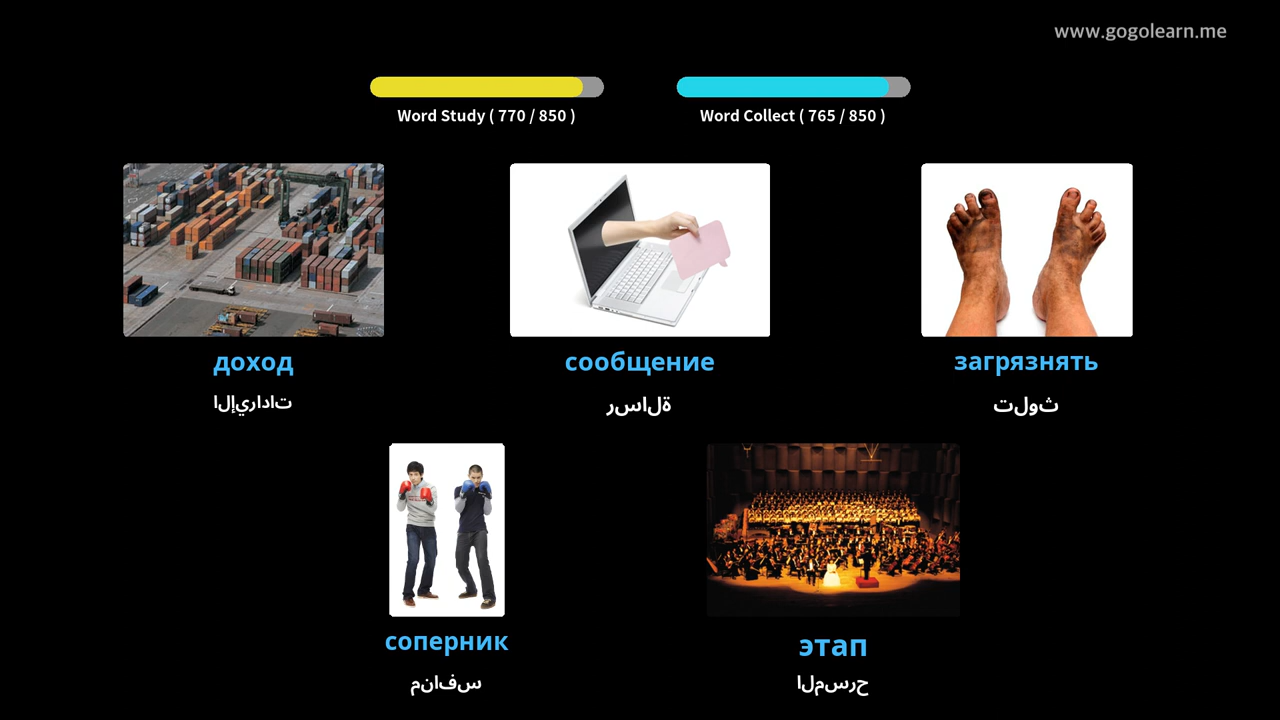 www.gogolearn.me
Word Study ( 770 / 850 )
Word Collect ( 765 / 850 )
доход
сообщение
загрязнять
الإيرادات
رسالة
تلوث
соперник
этап
منافس
المسرح